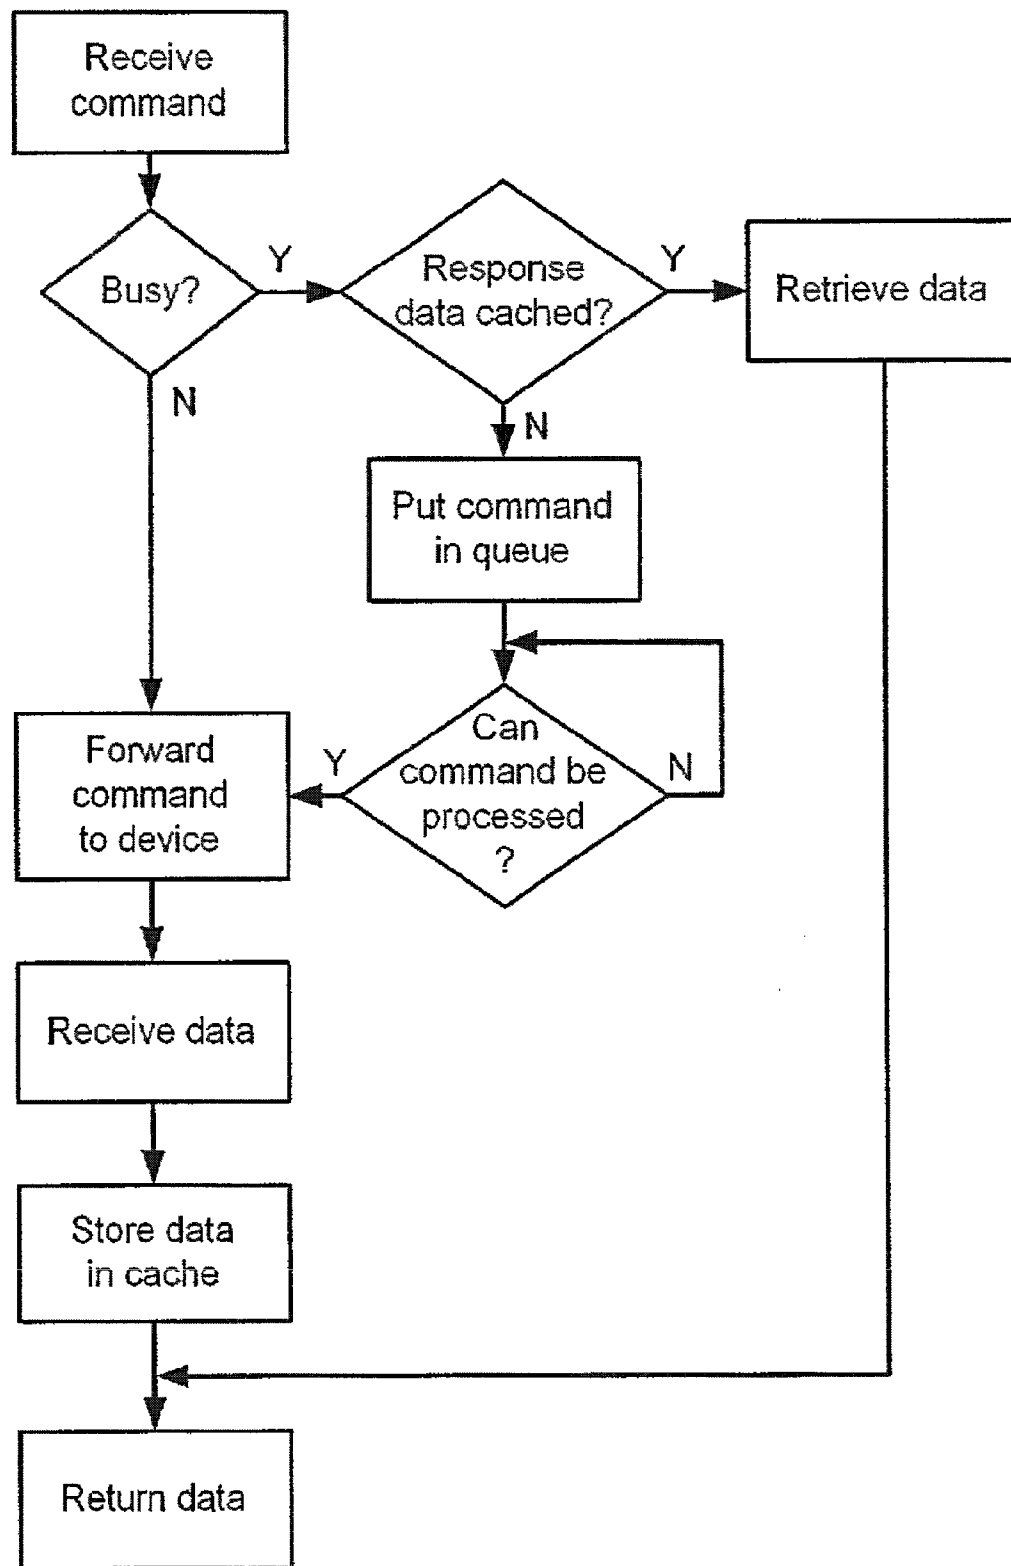 Receive
command
Busy?
Y
Response
data cached?
Y
Retrieve data
N
N
Put command
in queue
Can
command be
processed
?
Y
N
Forward
command
to device
Receive data
Store data
in cache
Return data